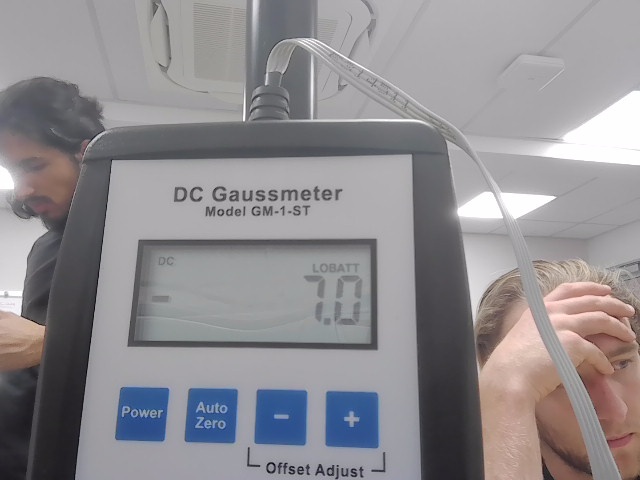 DC Gaussmeter
Model GM-1-ST
DC
LOBATT
- 7.0
Power
Auto
Zero
-
+
Offset Adjust